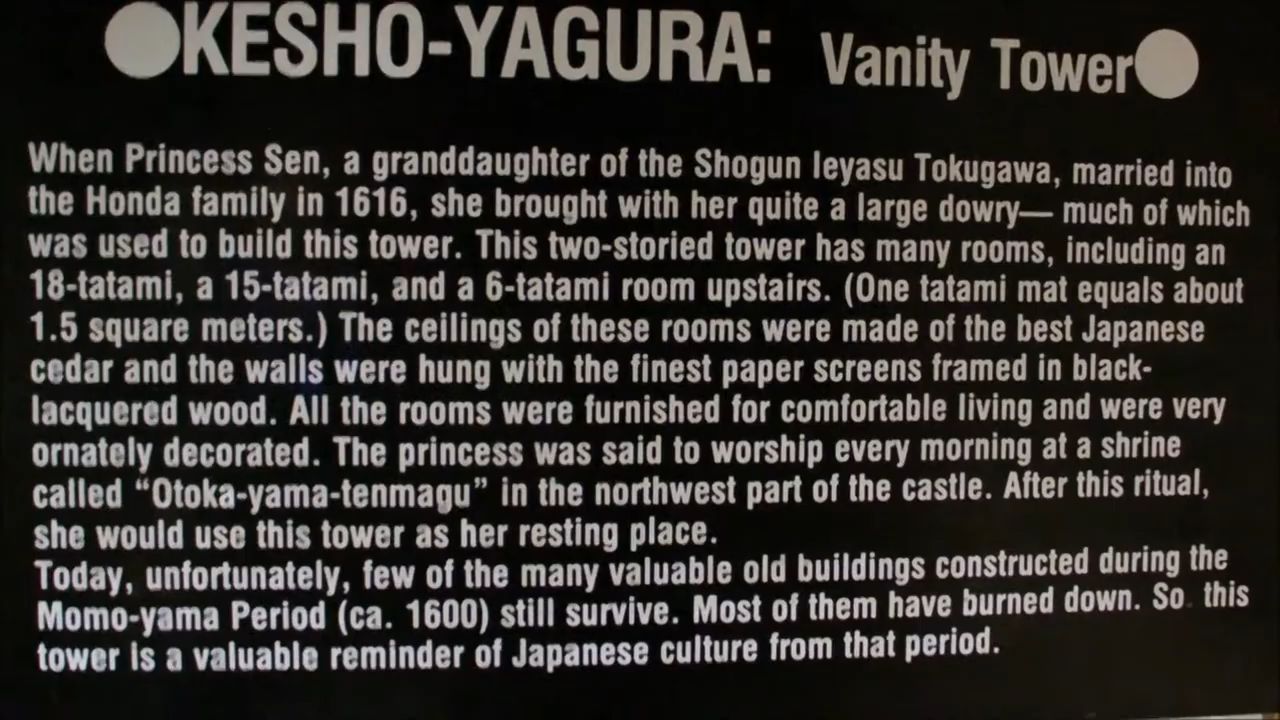 ●KESHO-YAGURA: Vanity Tower●
When Princess Sen, a granddaughter of the Shogun Ieyasu Tokugawa, married into
the Honda family in 1616, she brought with her quite a large dowry— much of which
was used to build this tower. This two-storied tower has many rooms, including an
18-tatami, a 15-tatami, and a 6-tatami room upstairs. (One tatami mat equals about
1.5 square meters.) The ceilings of these rooms were made of the best Japanese
cedar and the walls were hung with the finest paper screens framed in black-
lacquered wood. All the rooms were furnished for comfortable living and were very
ornately decorated. The princess was said to worship every morning at a shrine
called “Otoka-yama-tenmagu” in the northwest part of the castle. After this ritual,
she would use this tower as her resting place.
Today, unfortunately, few of the many valuable old buildings constructed during the
Momo-yama Period (ca. 1600) still survive. Most of them have burned down. So this
tower is a valuable reminder of Japanese culture from that period.